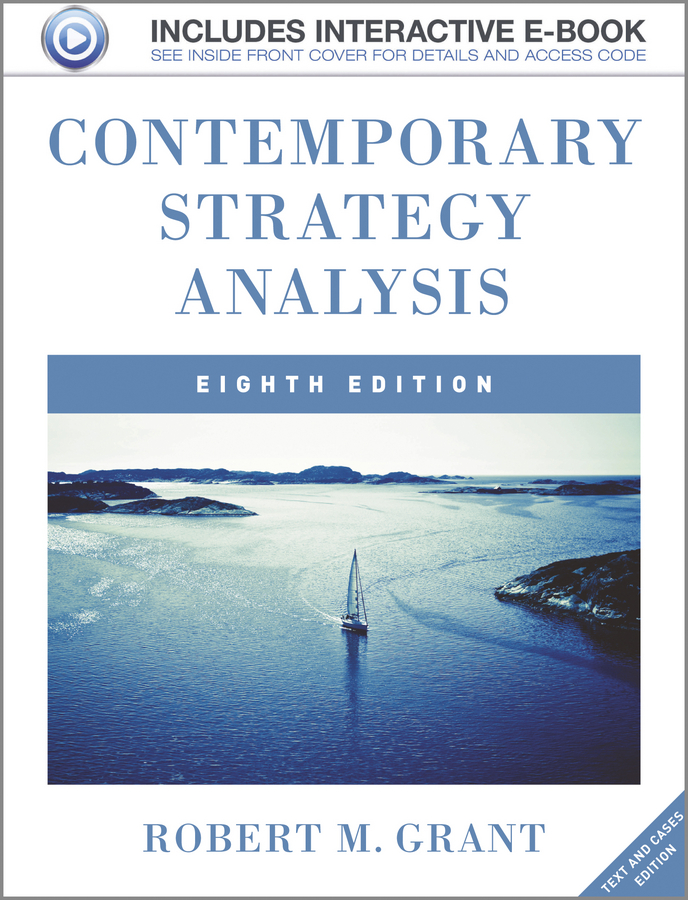 INCLUDES INTERACTIVE E-BOOK
SEE INSIDE FRONT COVER FOR DETAILS AND ACCESS CODE
CONTEMPORARY
STRATEGY
ANALYSIS
EIGHTH EDITION
ROBERT M. GRANT
TEXT AND CASES
EDITION